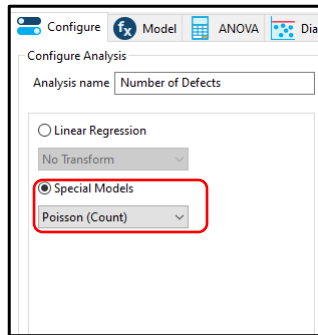 Configure fx Model ANOVA Dia
Configure Analysis
Analysis name Number of Defects
Linear Regression
No Transform
Special Models
Poisson (Count)